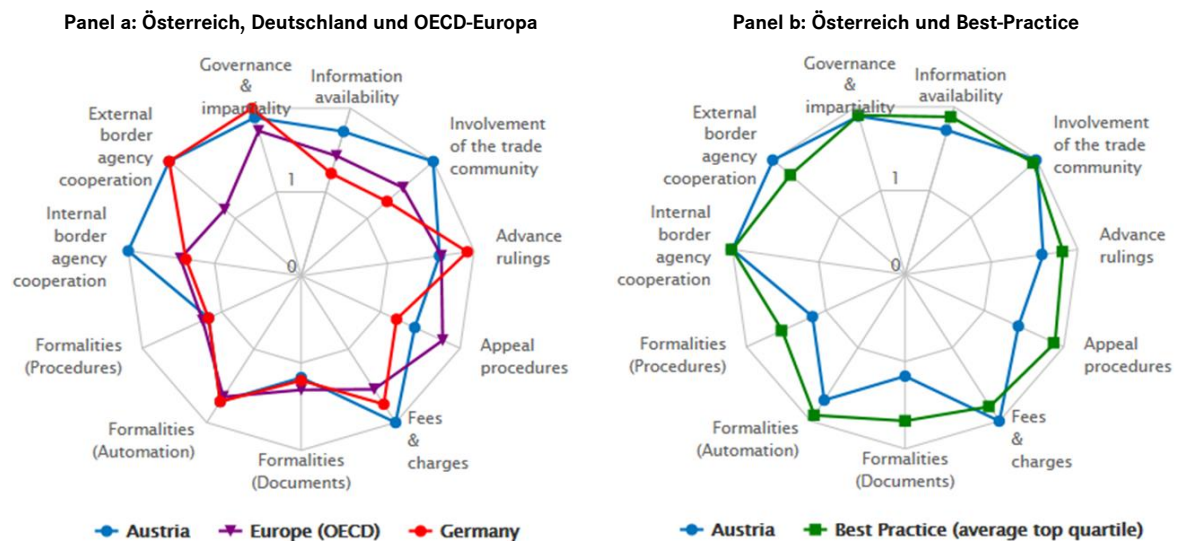 Panel a: Österreich, Deutschland und OECD-Europa
Governance
&
impartiality
Information
availability
Involvement
of the trade
community
Advance
rulings
Appeal
procedures
Fees
&
charges
Formalities
(Documents)
Formalities
(Automation)
Formalities
(Procedures)
Internal
border
agency
cooperation
External
border
agency
cooperation
1
0
Austria
Europe (OECD)
Germany
Panel b: Österreich und Best-Practice
Governance
&
impartiality
Information
availability
Involvement
of the trade
community
Advance
rulings
Appeal
procedures
Fees
&
charges
Formalities
(Documents)
Formalities
(Automation)
Formalities
(Procedures)
Internal
border
agency
cooperation
External
border
agency
cooperation
1
0
Austria
Best Practice (average top quartile)